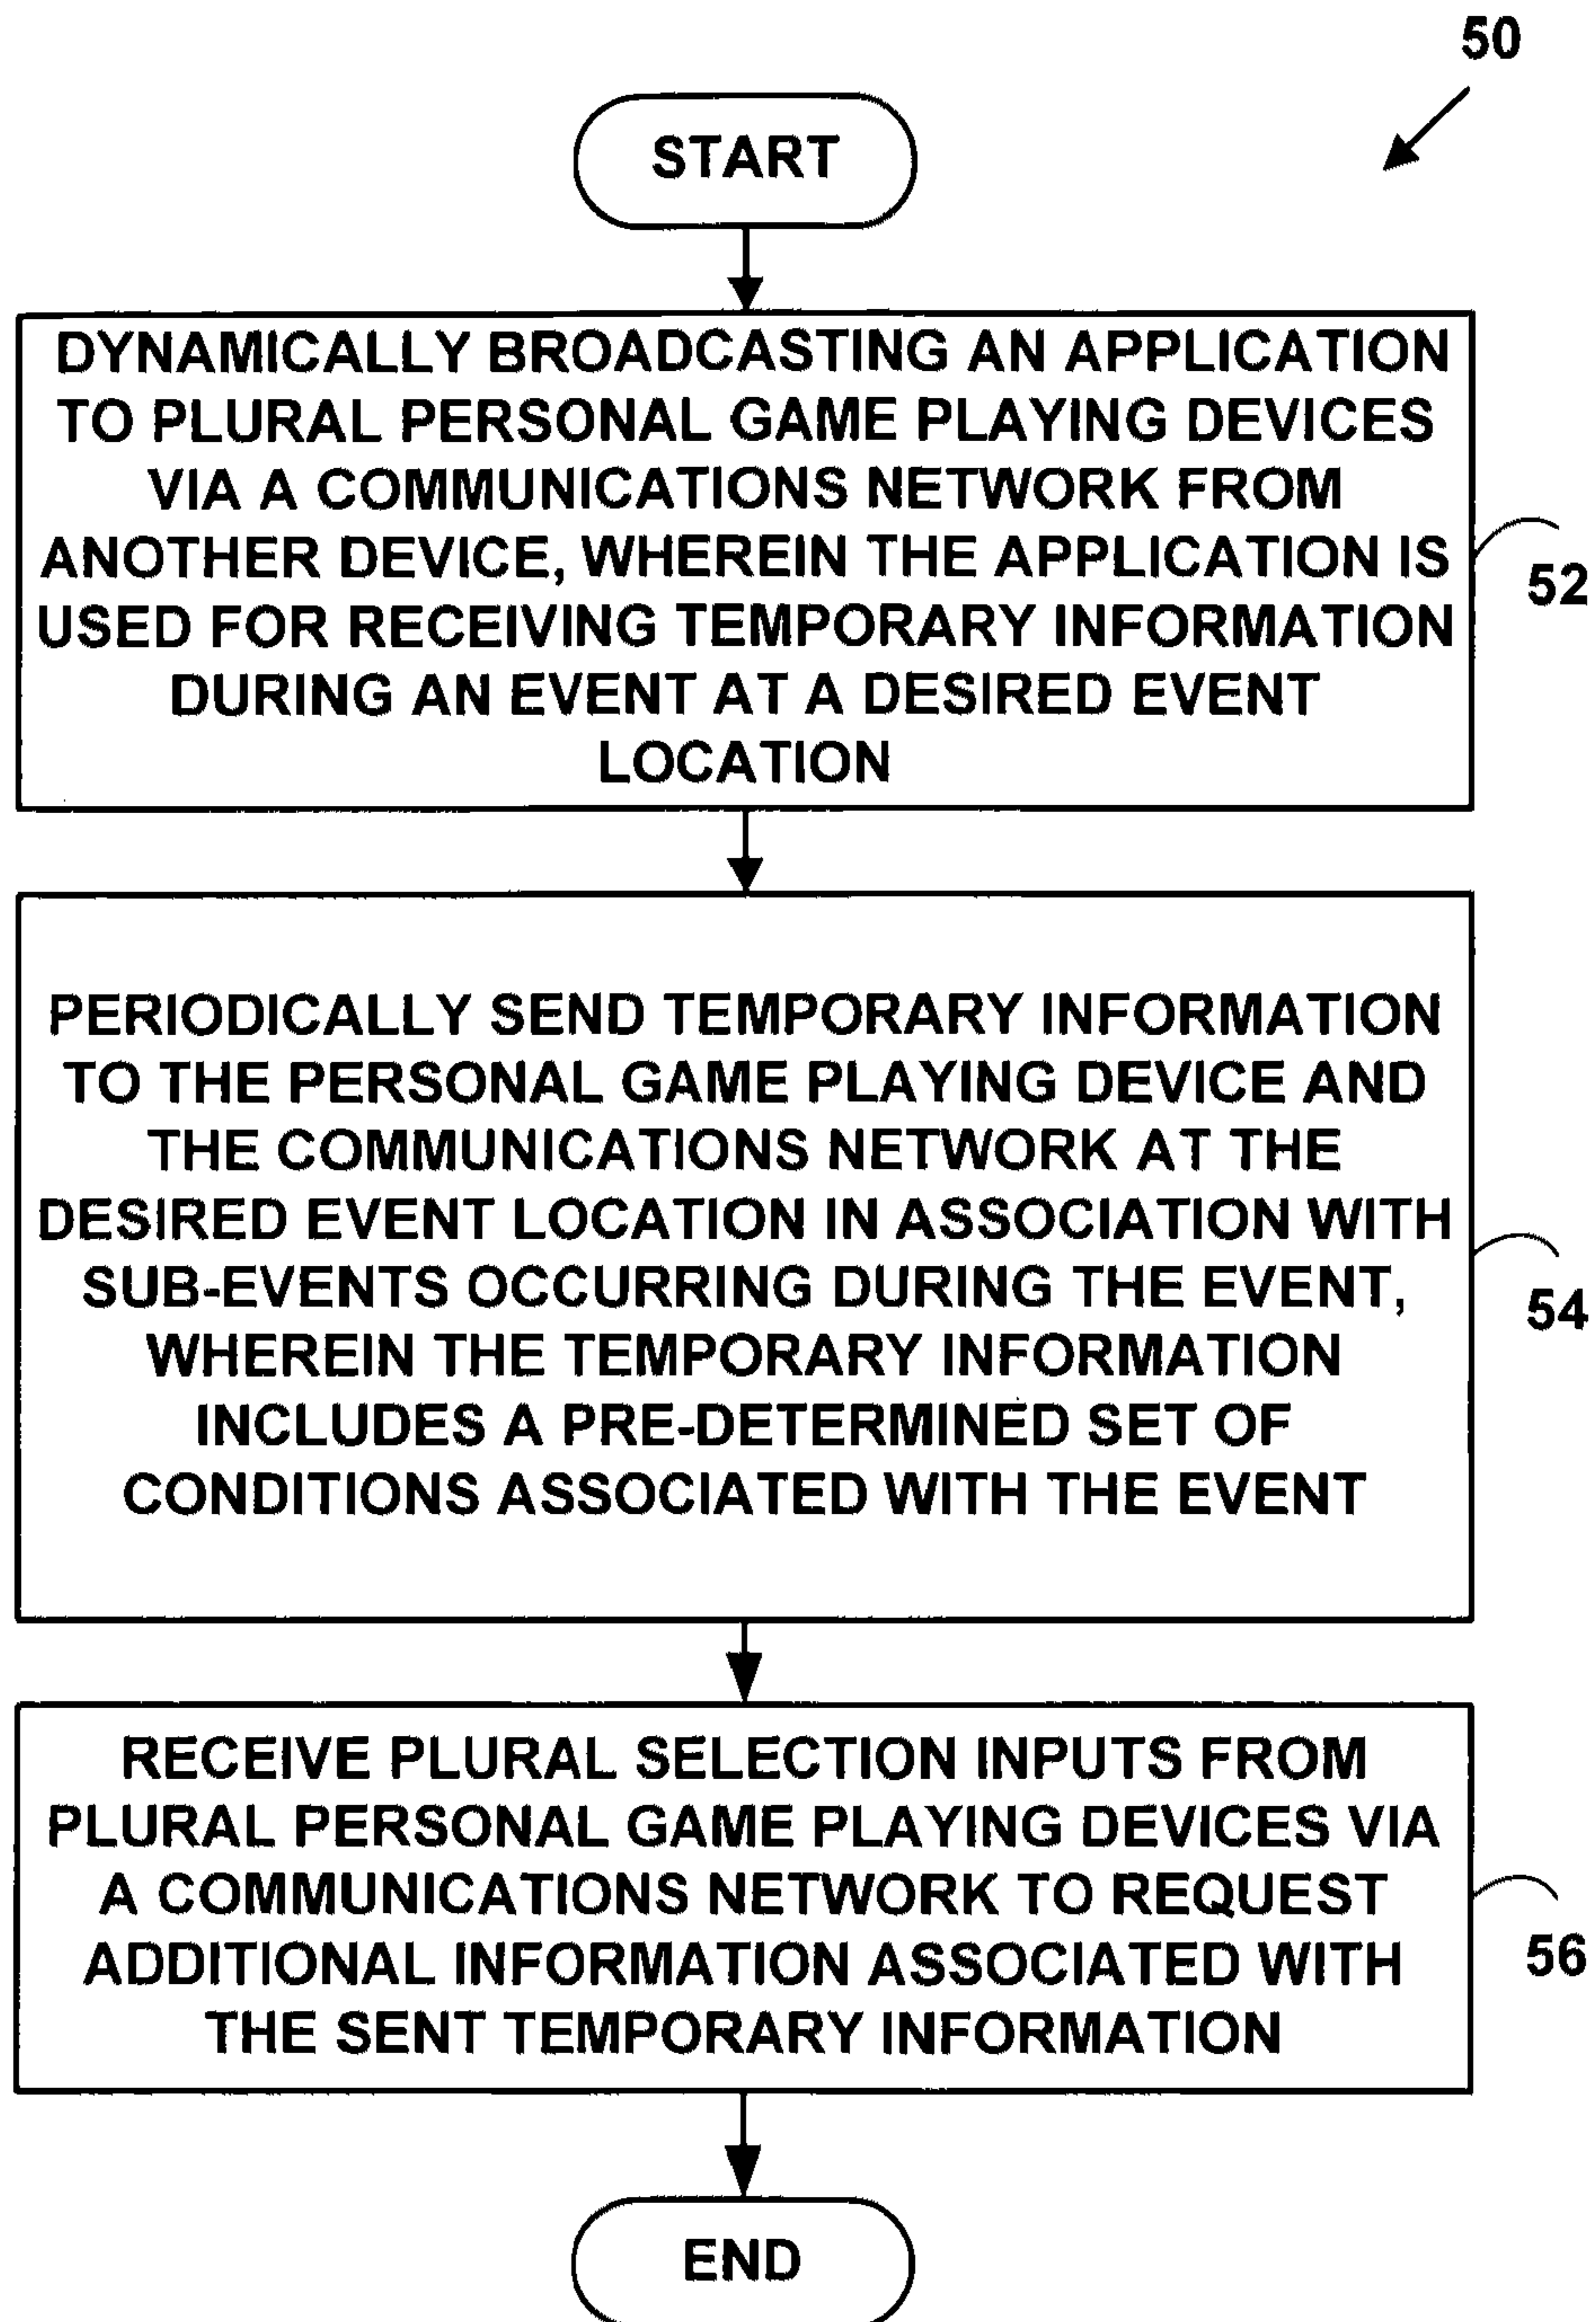 50
START
DYNAMICALLY BROADCASTING AN APPLICATION
TO PLURAL PERSONAL GAME PLAYING DEVICES
VIA A COMMUNICATIONS NETWORK FROM
ANOTHER DEVICE, WHEREIN THE APPLICATION IS
USED FOR RECEIVING TEMPORARY INFORMATION
DURING AN EVENT AT A DESIRED EVENT
LOCATION
52
PERIODICALLY SEND TEMPORARY INFORMATION
TO THE PERSONAL GAME PLAYING DEVICE AND
THE COMMUNICATIONS NETWORK AT THE
DESIRED EVENT LOCATION IN ASSOCIATION WITH
SUB-EVENTS OCCURRING DURING THE EVENT,
WHEREIN THE TEMPORARY INFORMATION
INCLUDES A PRE-DETERMINED SET OF
CONDITIONS ASSOCIATED WITH THE EVENT
54
RECEIVE PLURAL SELECTION INPUTS FROM
PLURAL PERSONAL GAME PLAYING DEVICES VIA
A COMMUNICATIONS NETWORK TO REQUEST
ADDITIONAL INFORMATION ASSOCIATED WITH
THE SENT TEMPORARY INFORMATION
56
END